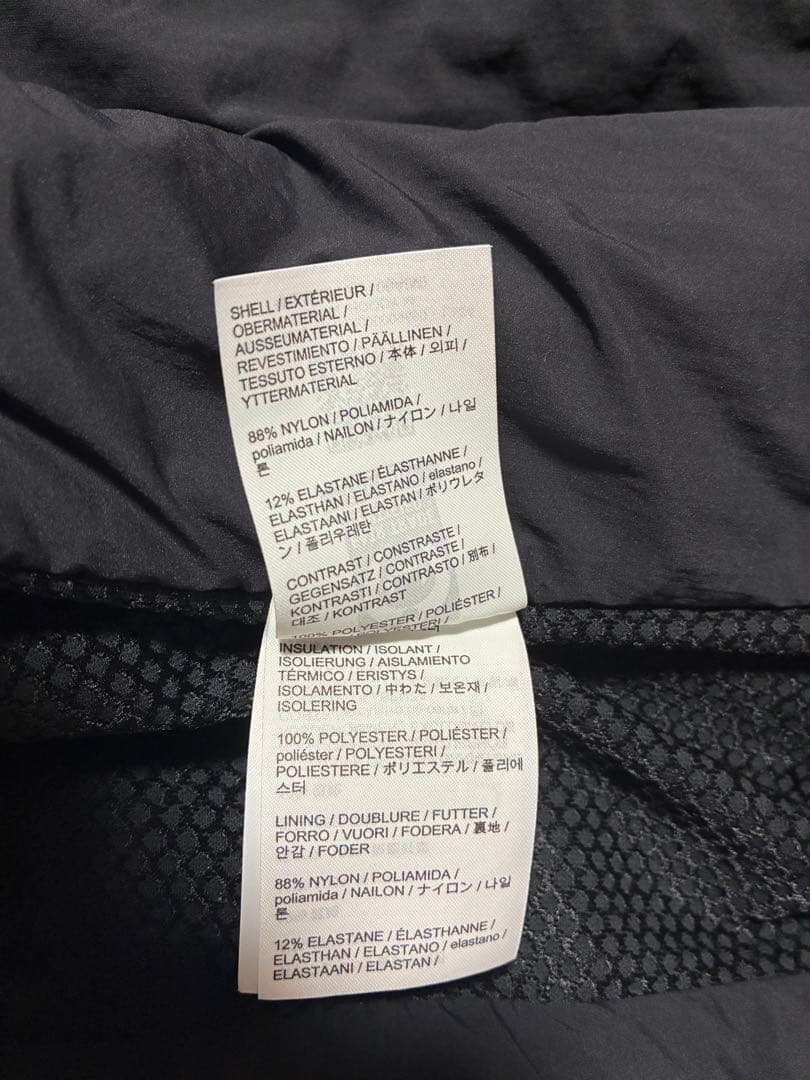 SHELL / EXTÉRIEUR /
OBERMATERIAL /
AUSSEUMATERIAL /
REVESTIMIENTO / PÄÄLLINEN /
TESSUTO ESTERNO / 本体 / 외피 /
YTTERMATERIAL
88% NYLON / POLIAMIDA /
poliamida / NAILON / ナイロン / 나일
론
12% ELASTANE / ÉLASTHANNE /
ELASTHAN / ELASTANO / elastano /
ELASTAANI / ELASTAN / ポリウレタ
ン / 폴리우레탄
CONTRAST / CONSTRASTE /
GEGENSATZ / CONTRASTE /
KONTRASTI / CONTRASTO / 別布 /
대조 / KONTRAST
100% POLYESTER / POLIÉSTER /
INSULATION / ISOLANT /
ISOLIERUNG / AISLAMIENTO
TÉRMICO / ERISTYS /
ISOLAMENTO / 中わた / 보온재 /
ISOLERING
100% POLYESTER / POLIÉSTER /
poliéster / POLYESTERI /
POLIESTERE / ポリエステル / 폴리에
스터
LINING / DOUBLURE / FUTTER /
FORRO / VUORI / FODERA / 裏地 /
안감 / FODER
88% NYLON / POLIAMIDA /
poliamida / NAILON / ナイロン / 나일
론
12% ELASTANE / ÉLASTHANNE /
ELASTHAN / ELASTANO / elastano /
ELASTAANI / ELASTAN /